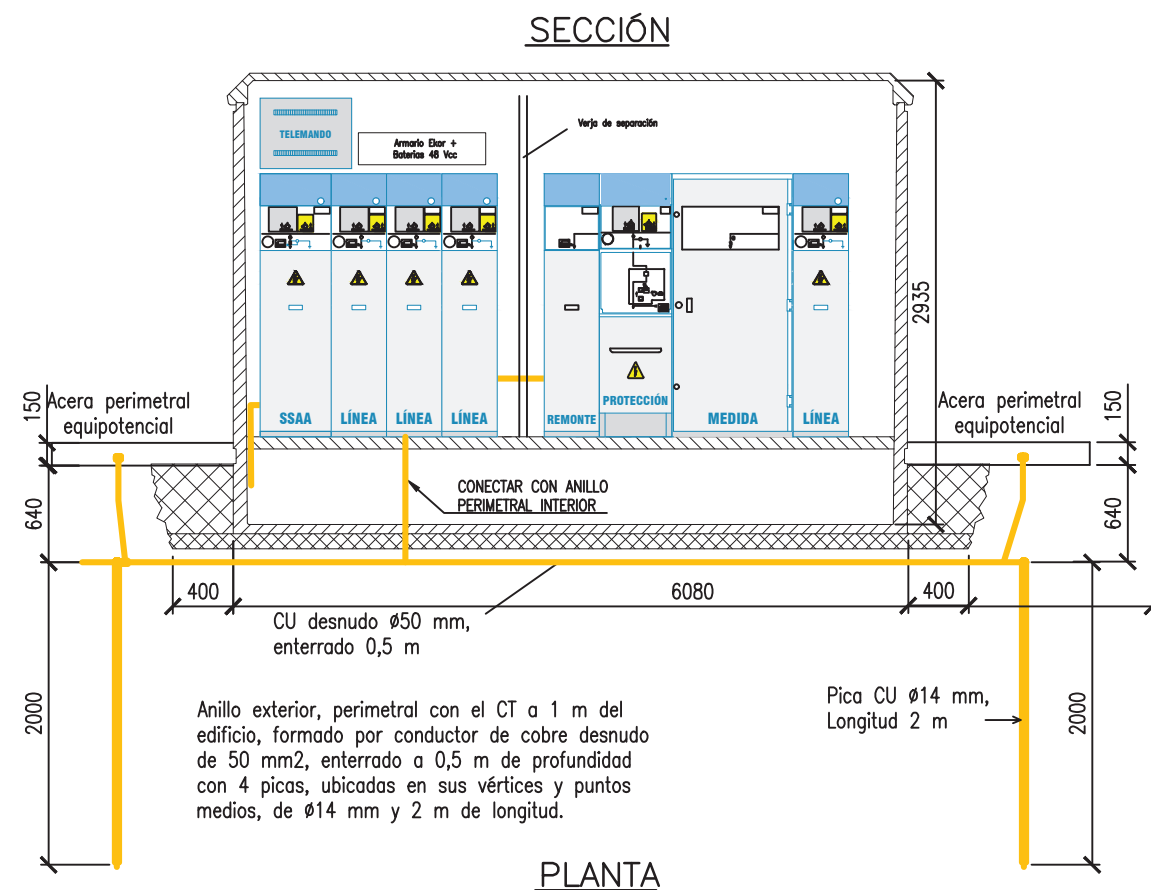 SECCIÓN
TELEMANDO
Armario Ekor +
Baterias 48 Vcc
Verja de separación
2935
150
Acera perimetral
equipotencial
SSAA
LÍNEA
LÍNEA
LÍNEA
REMONTE
PROTECCIÓN
MEDIDA
LÍNEA
Acera perimetral
equipotencial
150
640
CONECTAR CON ANILLO
PERIMETRAL INTERIOR
640
400
6080
400
CU desnudo Ø50 mm,
enterrado 0,5 m
2000
Anillo exterior, perimetral con el CT a 1 m del
edificio, formado por conductor de cobre desnudo
de 50 mm2, enterrado a 0,5 m de profundidad
con 4 picas, ubicadas en sus vértices y puntos
medios, de Ø14 mm y 2 m de longitud.
Pica CU Ø14 mm,
Longitud 2 m
2000
PLANTA